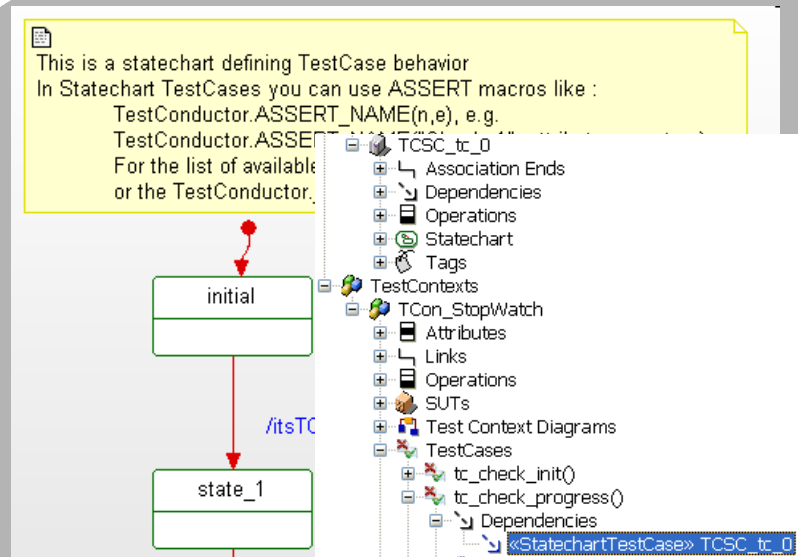 This is a statechart defining TestCase behavior
In Statechart TestCases you can use ASSERT macros like :
TestConductor.ASSERT_NAME(n,e), e.g.
TestConductor.ASSERT_NAME(
For the list of available
or the TestConductor.
initial
/itsTC
state_1
TCSC_tc_0
Association Ends
Dependencies
Operations
Statechart
Tags
TestContexts
TCon_StopWatch
Attributes
Links
Operations
SUTs
Test Context Diagrams
TestCases
tc_check_init()
tc_check_progress()
Dependencies
«StatechartTestCase» TCSC_tc_0